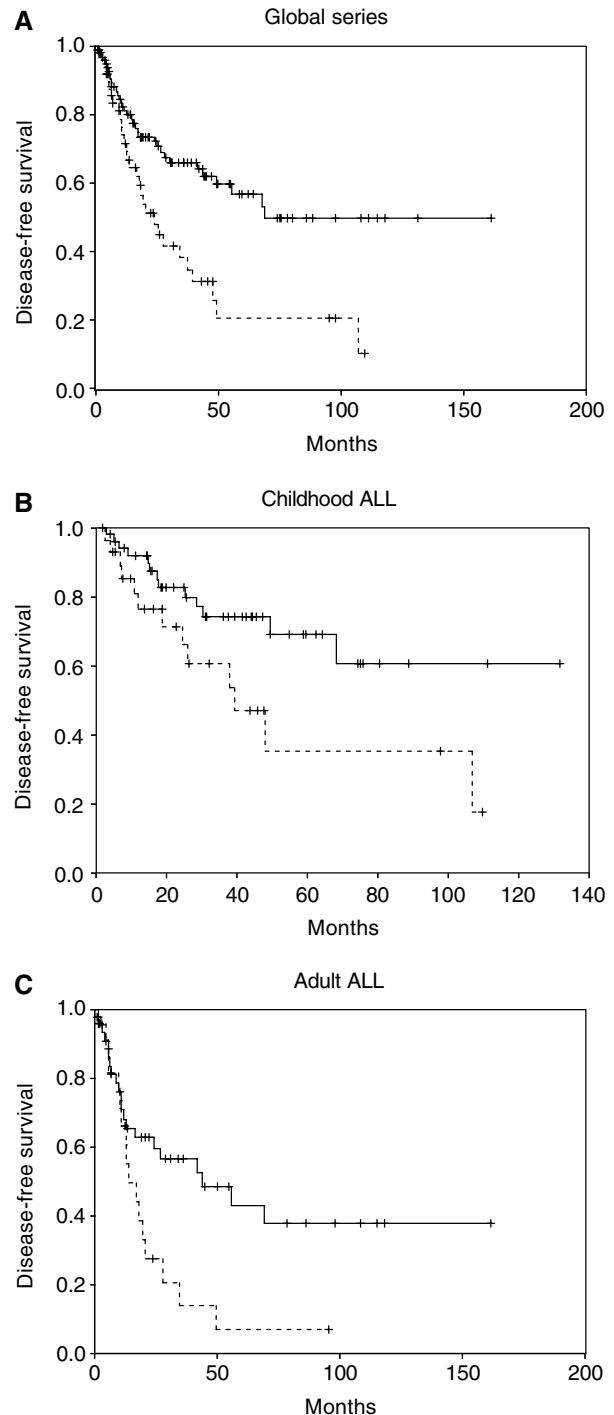 A
Global series
1.0
0.8
0.6
0.4
0.2
0.0
Disease-free survival
0 50 100 150 200
Months
B
Childhood ALL
1.0
0.8
0.6
0.4
0.2
0.0
Disease-free survival
0 20 40 60 80 100 120 140
Months
C
Adult ALL
1.0
0.8
0.6
0.4
0.2
0.0
Disease-free survival
0 50 100 150 200
Months